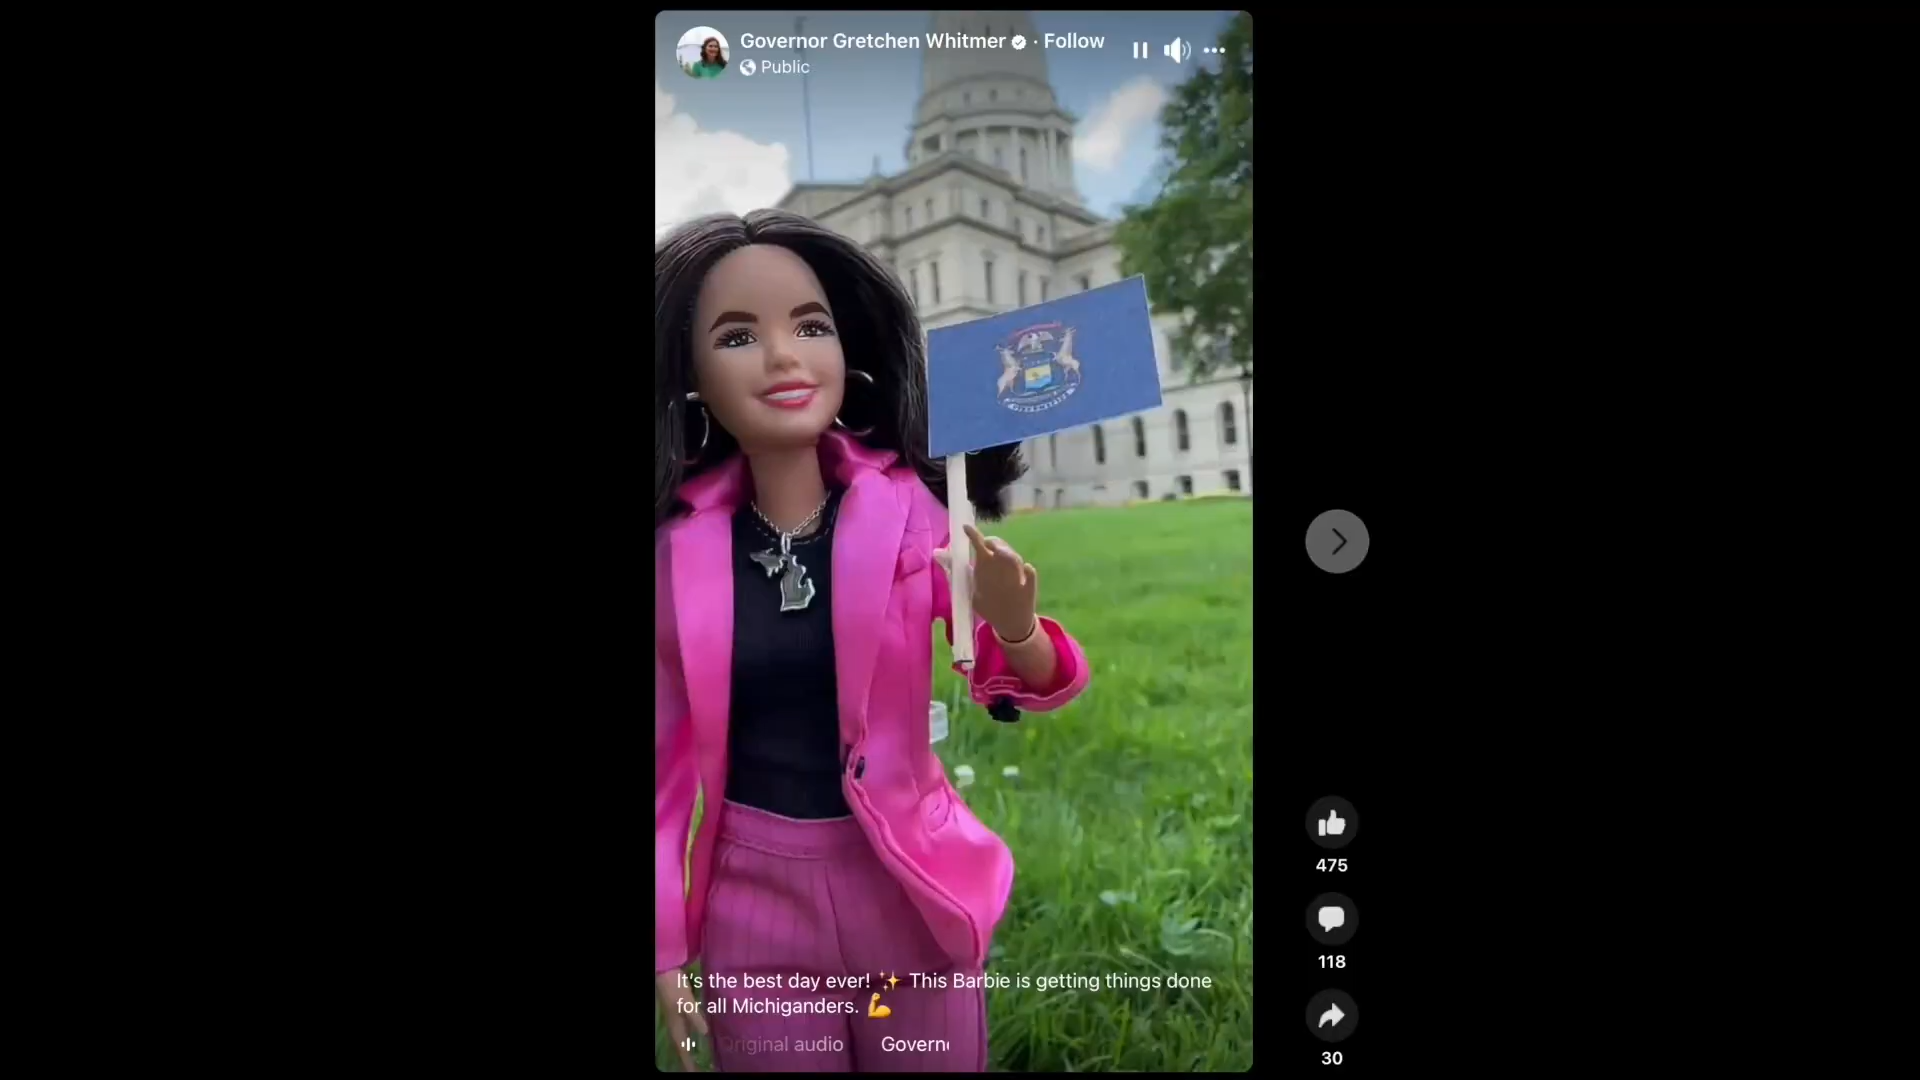 Governor Gretchen Whitmer · Follow
Public
It's the best day ever! ✨ This Barbie is getting things done
for all Michiganders. 💪
Original audio Govern
475
118
30